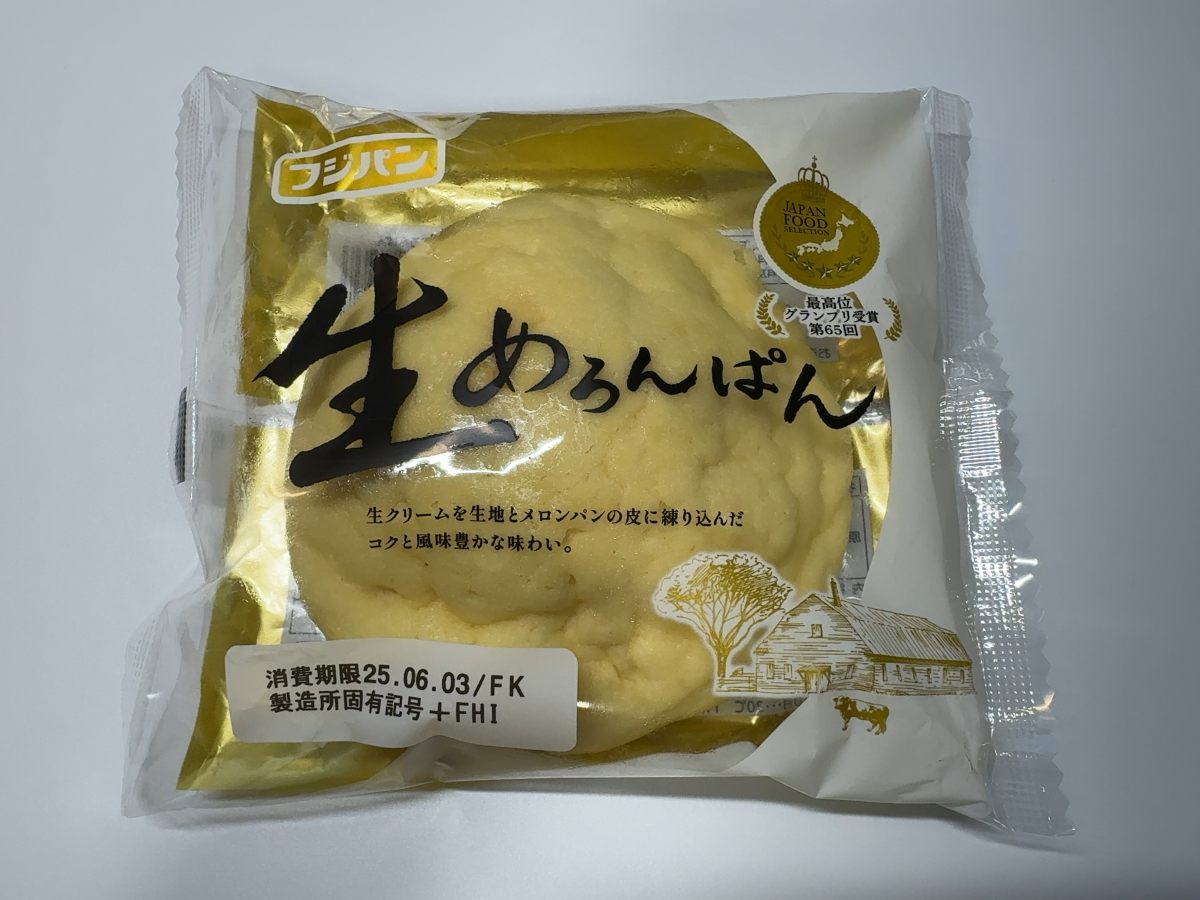 フジパン
JAPAN
FOOD
SELECTION
最高位
グランプリ受賞
第65回
生めろんぱん
生クリームを生地とメロンパンの皮に練り込んだ
コクと風味豊かな味わい。
消費期限25.06.03/FK
製造所固有記号+FHI